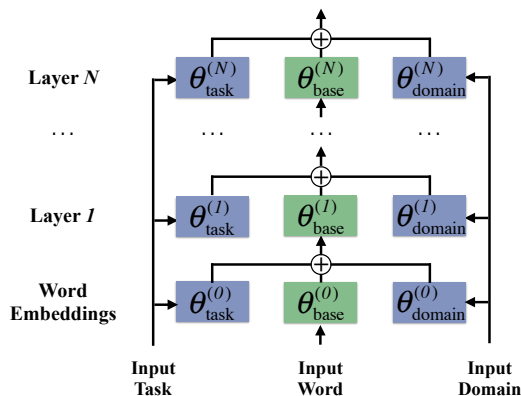 +
Layer N θ(N)task θ(N)base θ(N)domain
... ... ... ...
+
Layer 1 θ(1)task θ(1)base θ(1)domain
+
Word
Embeddings θ(0)task θ(0)base θ(0)domain
Input Input Input
Task Word Domain